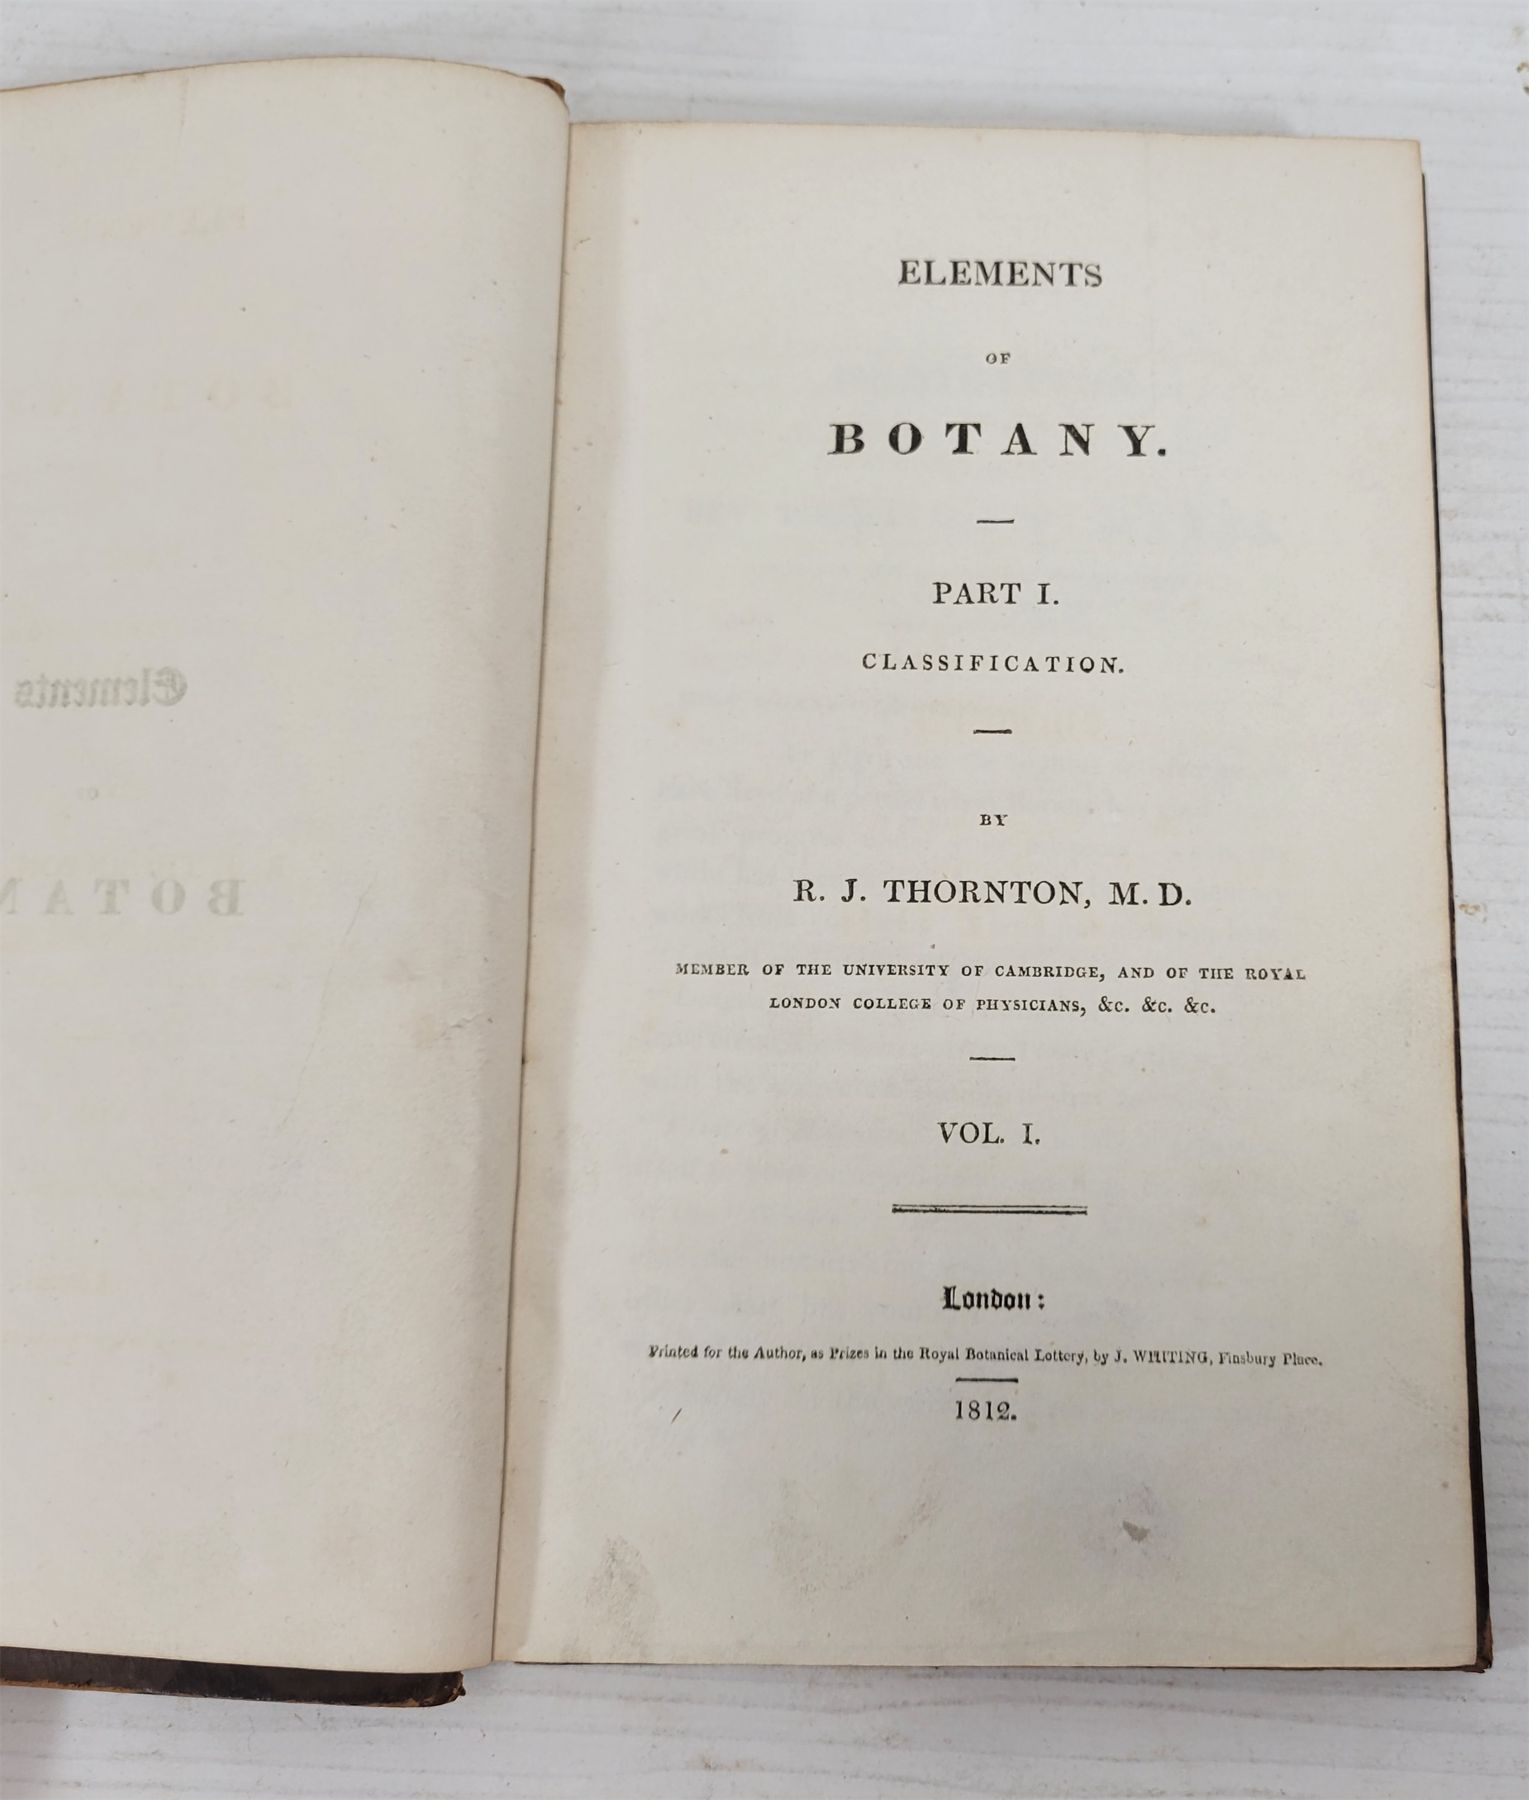 Elements
BOTAN
ELEMENTS
OF
BOTANY.
PART I.
CLASSIFICATION.
BY
R. J. THORNTON, M. D.
MEMBER OF THE UNIVERSITY OF CAMBRIDGE, AND OF THE ROYAL
LONDON COLLEGE OF PHYSICIANS, &c. &c. &c.
VOL. I.
London:
Printed for the Author, as Prizes in the Royal Botanical Lottery, by J. WHITING, Finsbury Place.
1812.